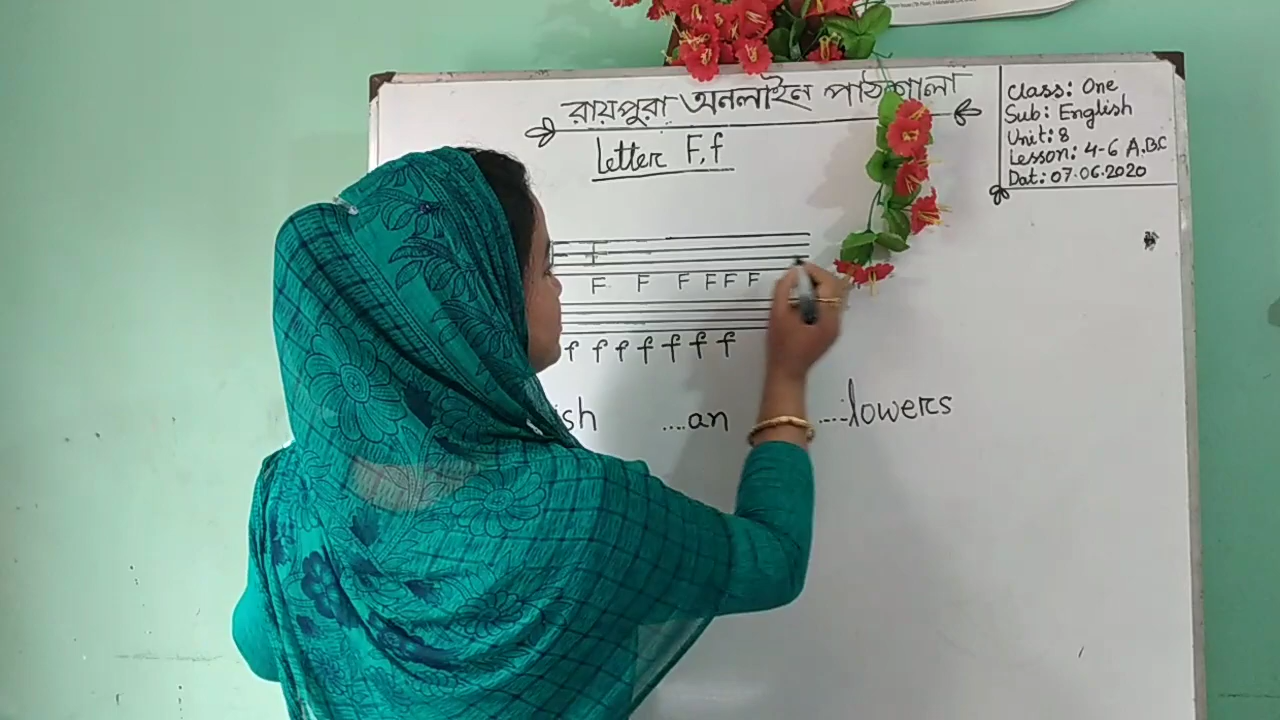 রায়পুরা অনলাইন পাঠশালা
Letter F, f
Class: One
Sub: English
Unit: 8
Lesson: 4-6 A.B.C
Dat: 07.06.2020
F F F F F F
f f f f f f f
ish ....an ....lowers